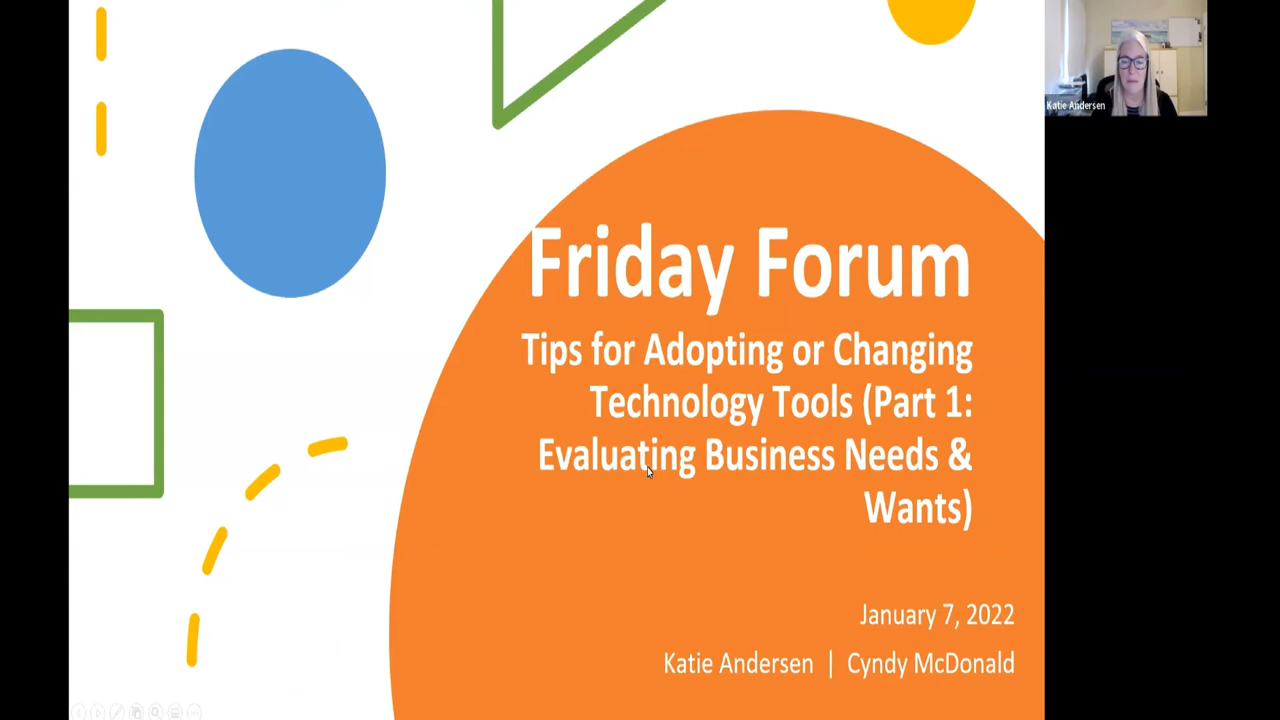 Friday Forum
Tips for Adopting or Changing
Technology Tools (Part 1:
Evaluating Business Needs &
Wants)
January 7, 2022
Katie Andersen | Cyndy McDonald
Katie Andersen